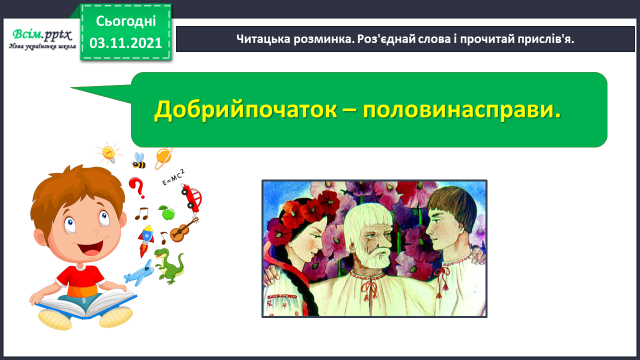 Всім.pptx
Нова українська школа
Сьогодні
03.11.2021
Читацька розминка. Роз'єднай слова і прочитай прислів'я.
Добрийпочаток – половинасправи.
E=MC²
?